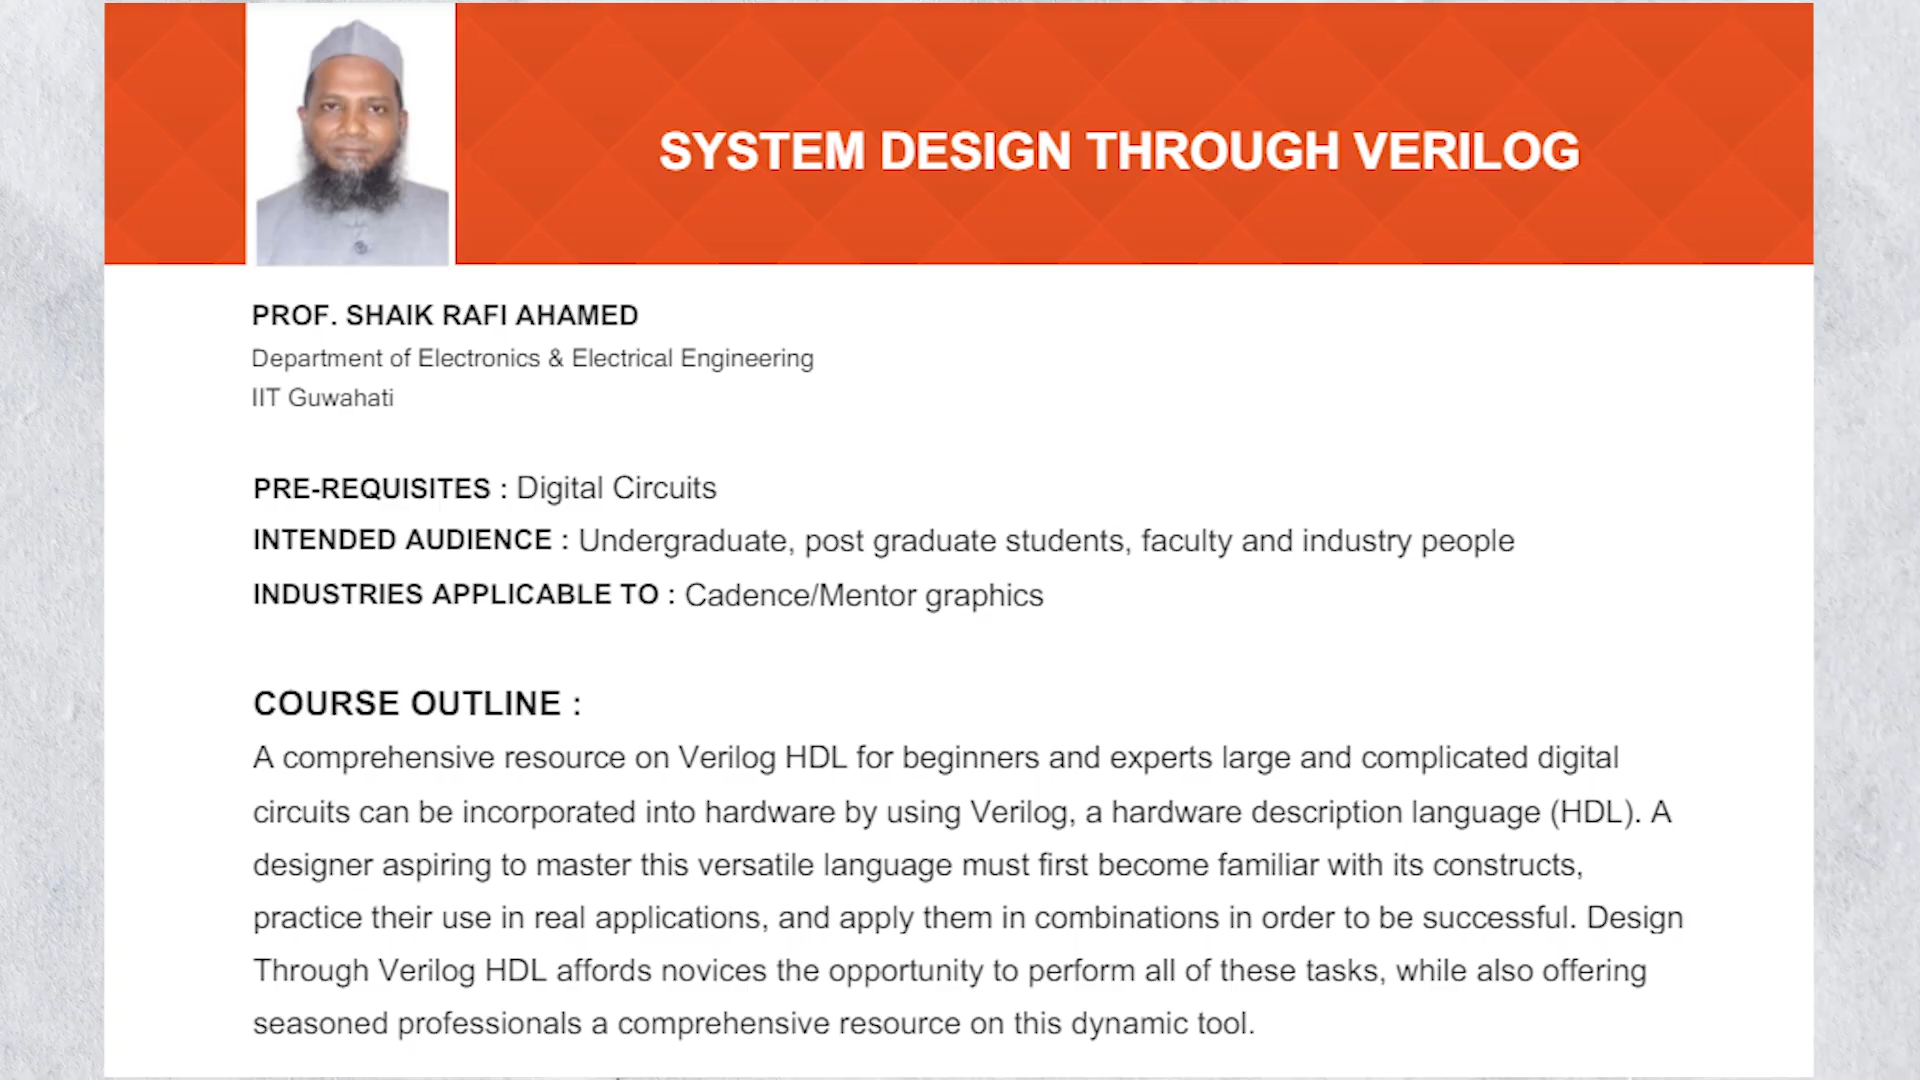 SYSTEM DESIGN THROUGH VERILOG
PROF. SHAIK RAFI AHAMED
Department of Electronics & Electrical Engineering
IIT Guwahati
PRE-REQUISITES : Digital Circuits
INTENDED AUDIENCE : Undergraduate, post graduate students, faculty and industry people
INDUSTRIES APPLICABLE TO : Cadence/Mentor graphics
COURSE OUTLINE :
A comprehensive resource on Verilog HDL for beginners and experts large and complicated digital
circuits can be incorporated into hardware by using Verilog, a hardware description language (HDL). A
designer aspiring to master this versatile language must first become familiar with its constructs,
practice their use in real applications, and apply them in combinations in order to be successful. Design
Through Verilog HDL affords novices the opportunity to perform all of these tasks, while also offering
seasoned professionals a comprehensive resource on this dynamic tool.